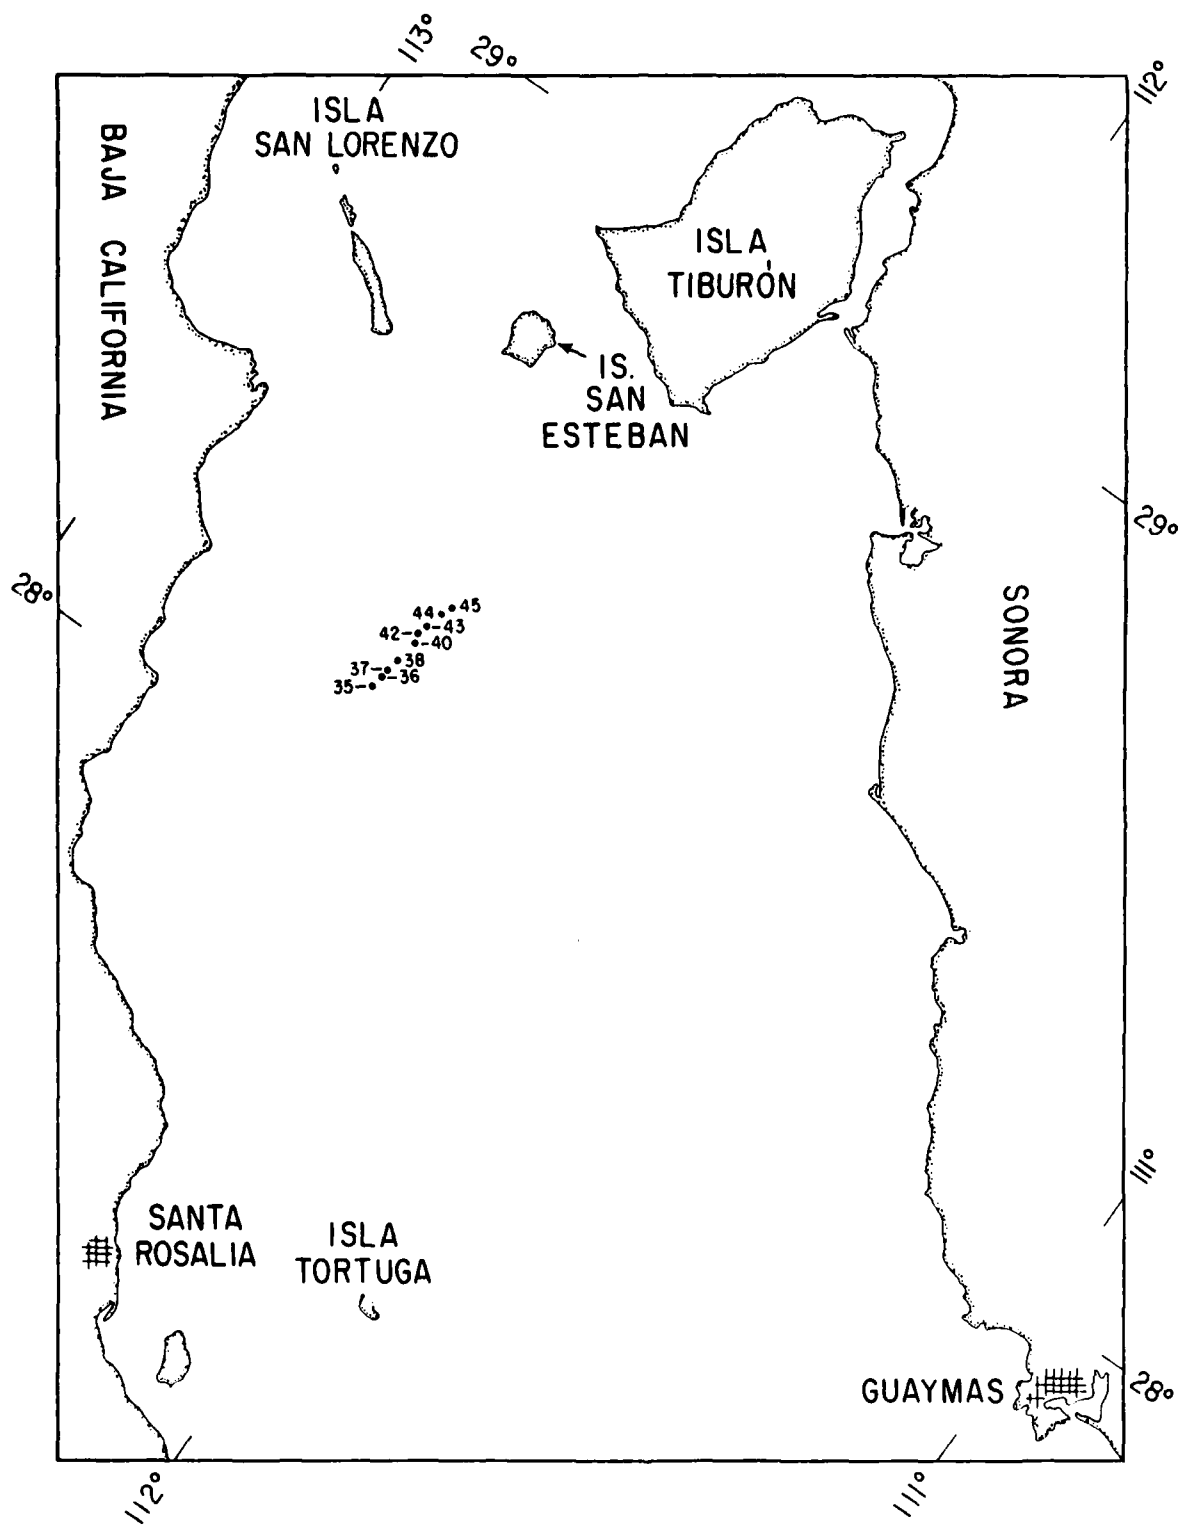 113°
29°
112°
ISLA
SAN LORENZO
BAJA CALIFORNIA
ISLA
TIBURÓN
IS.
SAN
ESTEBAN
29°
28°
44 45
42 43
40
38
37 36
35
SONORA
111°
SANTA
ROSALIA
ISLA
TORTUGA
GUAYMAS
28°
112°
111°